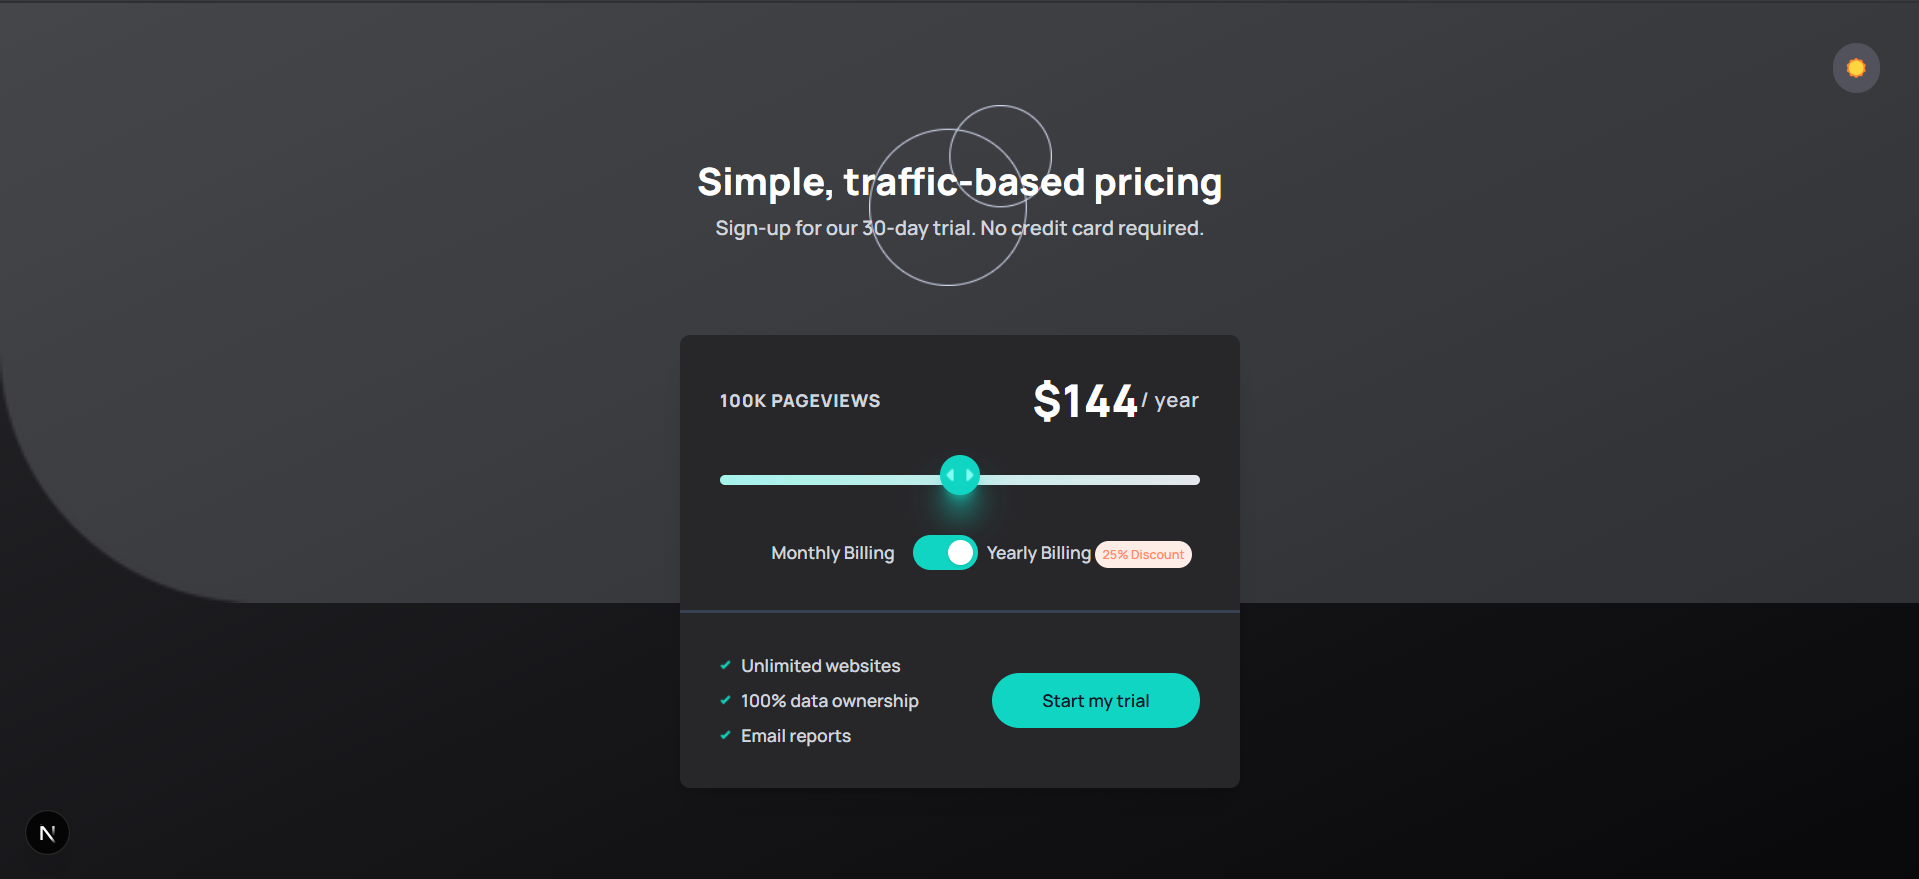 Simple, traffic-based pricing
Sign-up for our 30-day trial. No credit card required.
100K PAGEVIEWS
$144/ year
Monthly Billing
Yearly Billing 25% Discount
Unlimited websites
100% data ownership
Email reports
Start my trial
N